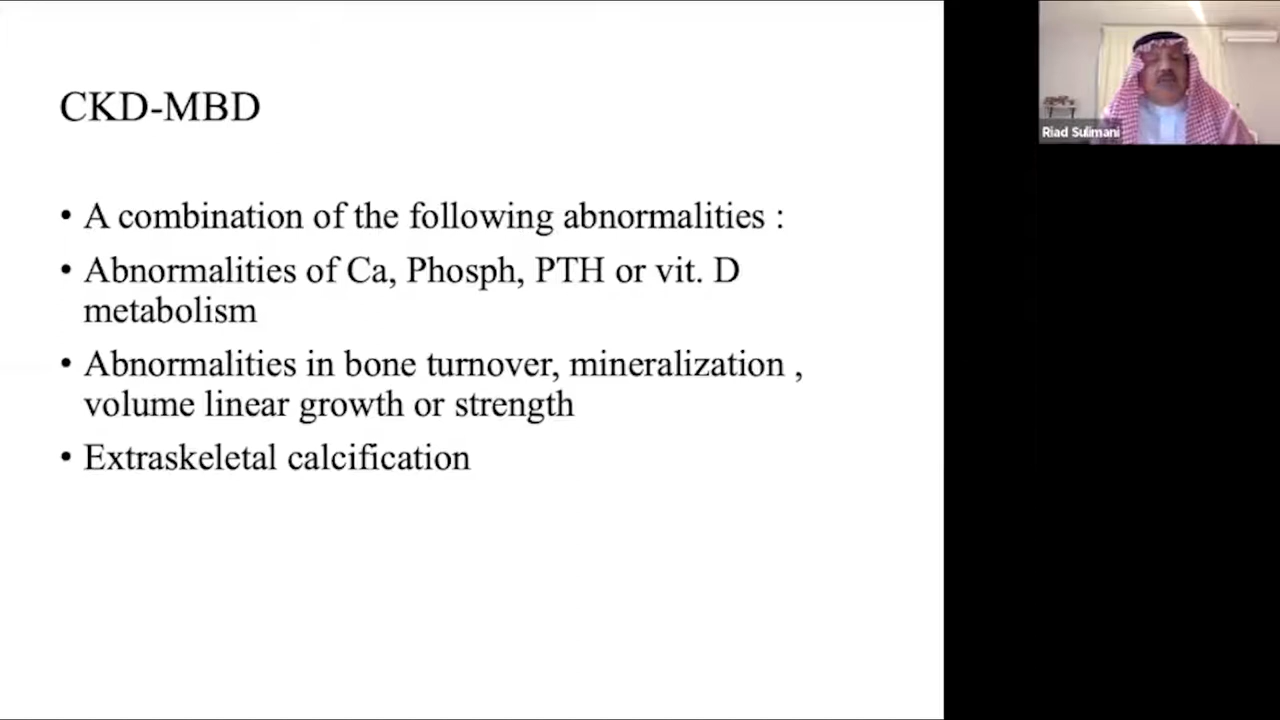 CKD-MBD
• A combination of the following abnormalities :
• Abnormalities of Ca, Phosph, PTH or vit. D
metabolism
• Abnormalities in bone turnover, mineralization ,
volume linear growth or strength
• Extraskeletal calcification
Riad Sulimani